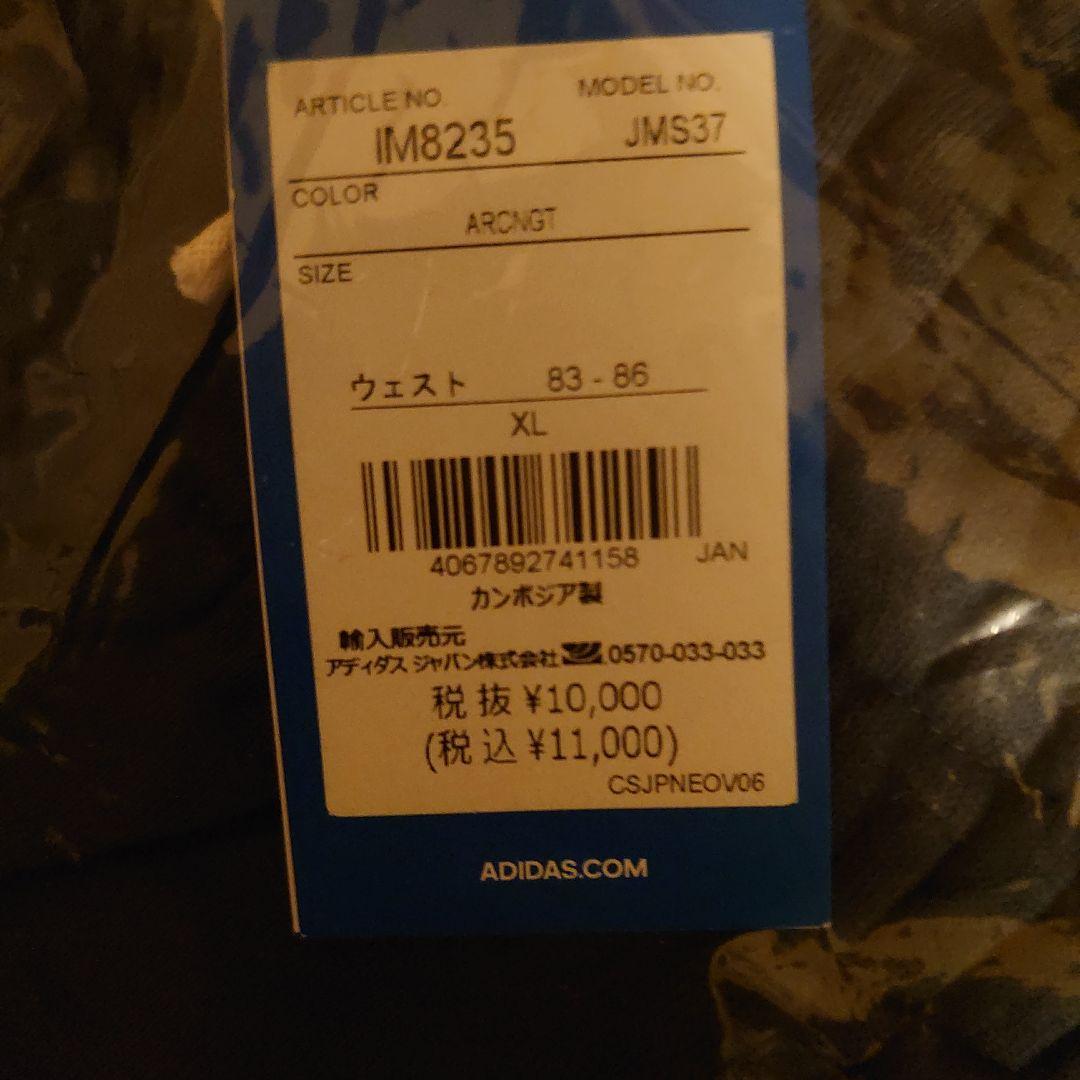 ARTICLE NO. MODEL NO.
IM8235 JMS37
COLOR
ARCNGT
SIZE
ウェスト 83 - 86
XL
4067892741158 JAN
カンボジア製
輸入販売元
アディダス ジャパン株式会社 0570-033-033
税 抜 ¥10,000
(税 込 ¥11,000)
CSJPNEOV06
ADIDAS.COM